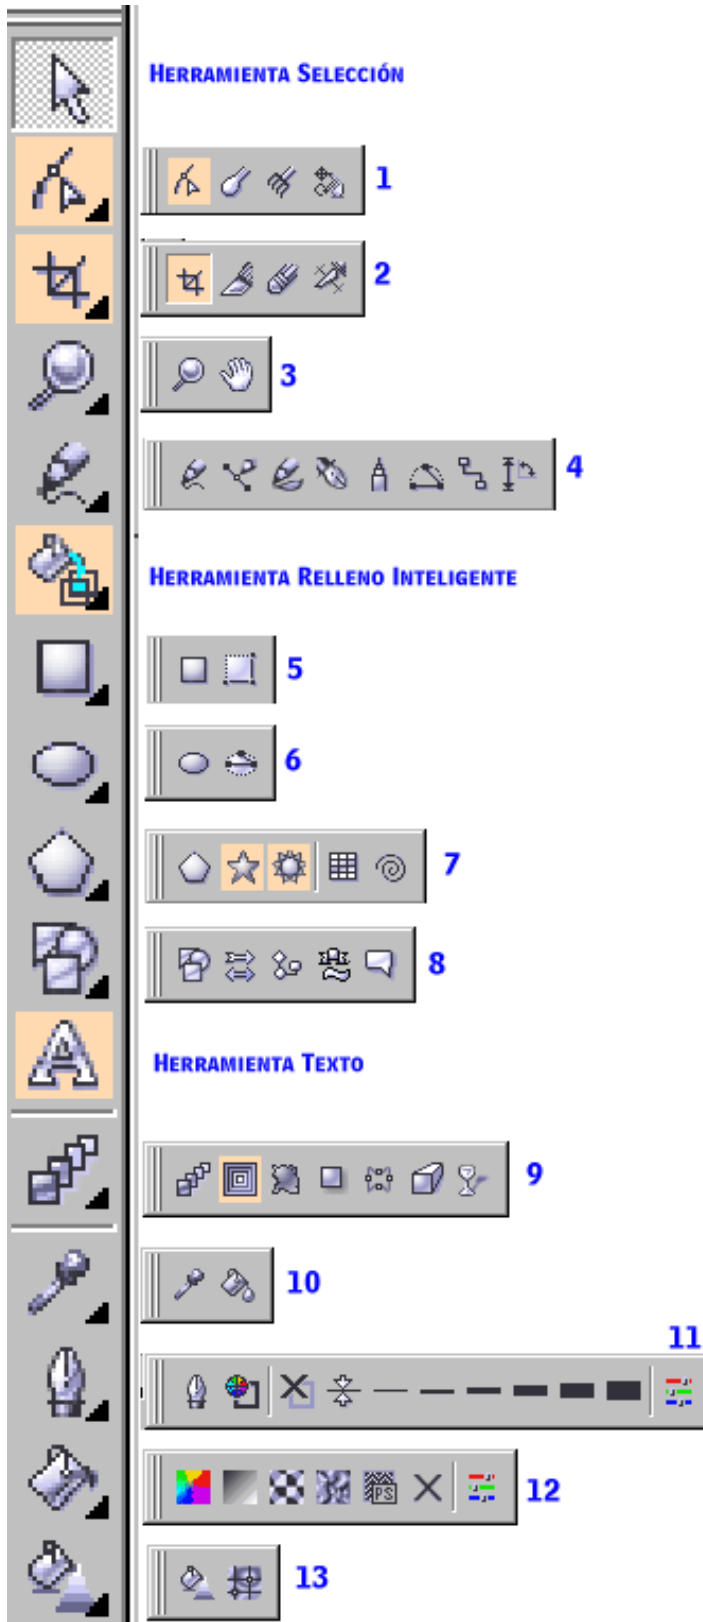 Herramienta Selección
1
2
3
4
Herramienta Relleno Inteligente
5
6
7
8
A
Herramienta Texto
9
10
11
PS
12
13